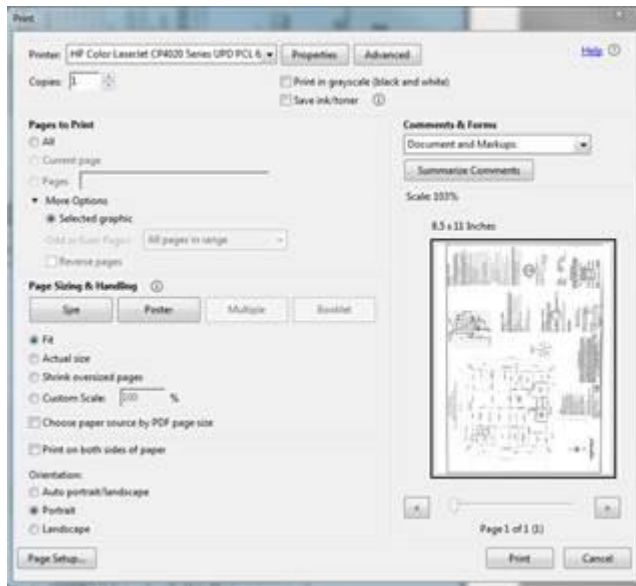 Print
Printer: HP Color LaserJet CP4020 Series UPD PCL 6 Properties Advanced Help
Copies: 1 Print in grayscale (black and white)
Save ink/toner
Pages to Print
All
Current page
Pages
More Options
Selected graphic
Odd or Even Pages: All pages in range
Reverse pages
Page Sizing & Handling
Size Poster Multiple Booklet
Fit
Actual size
Shrink oversized pages
Custom Scale: 100 %
Choose paper source by PDF page size
Print on both sides of paper
Orientation:
Auto portrait/landscape
Portrait
Landscape
Comments & Forms
Document and Markups
Summarize Comments
Scale: 103%
8.5 x 11 Inches
< >
Page 1 of 1 (1)
Page Setup... Print Cancel